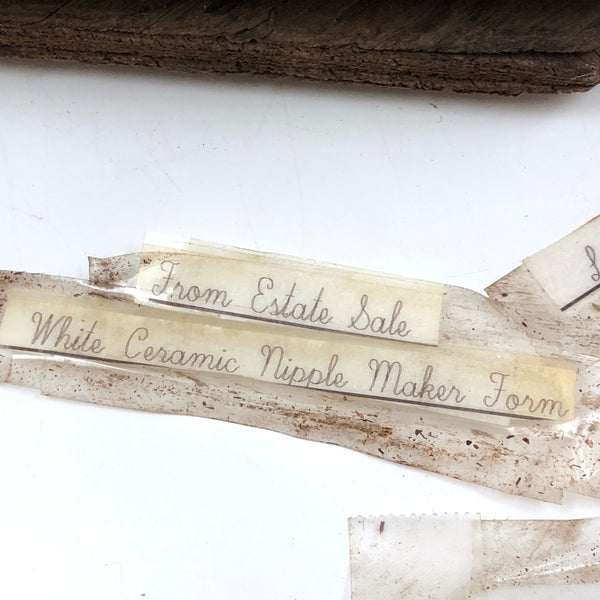 From Estate Sale
White Ceramic Nipple Maker Form